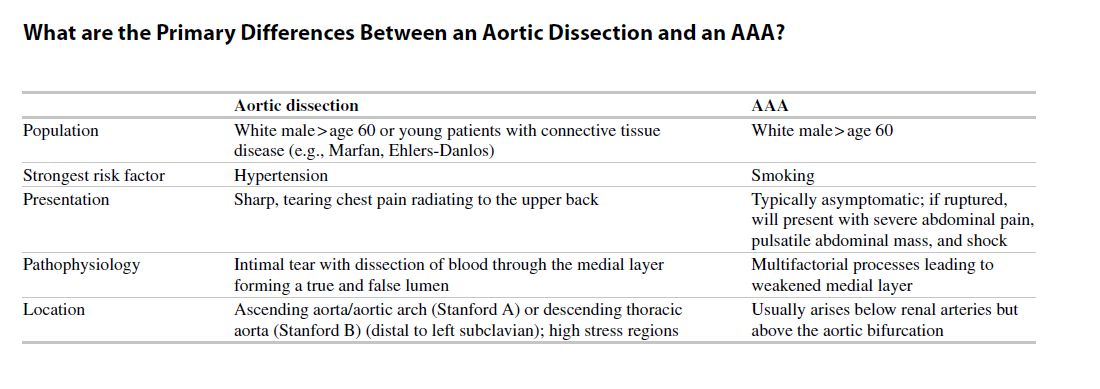 What are the Primary Differences Between an Aortic Dissection and an AAA?
Aortic dissection AAA
Population White male>age 60 or young patients with connective tissue White male>age 60
disease (e.g., Marfan, Ehlers-Danlos)
Strongest risk factor Hypertension Smoking
Presentation Sharp, tearing chest pain radiating to the upper back Typically asymptomatic; if ruptured,
will present with severe abdominal pain,
pulsatile abdominal mass, and shock
Pathophysiology Intimal tear with dissection of blood through the medial layer Multifactorial processes leading to
forming a true and false lumen weakened medial layer
Location Ascending aorta/aortic arch (Stanford A) or descending thoracic Usually arises below renal arteries but
aorta (Stanford B) (distal to left subclavian); high stress regions above the aortic bifurcation